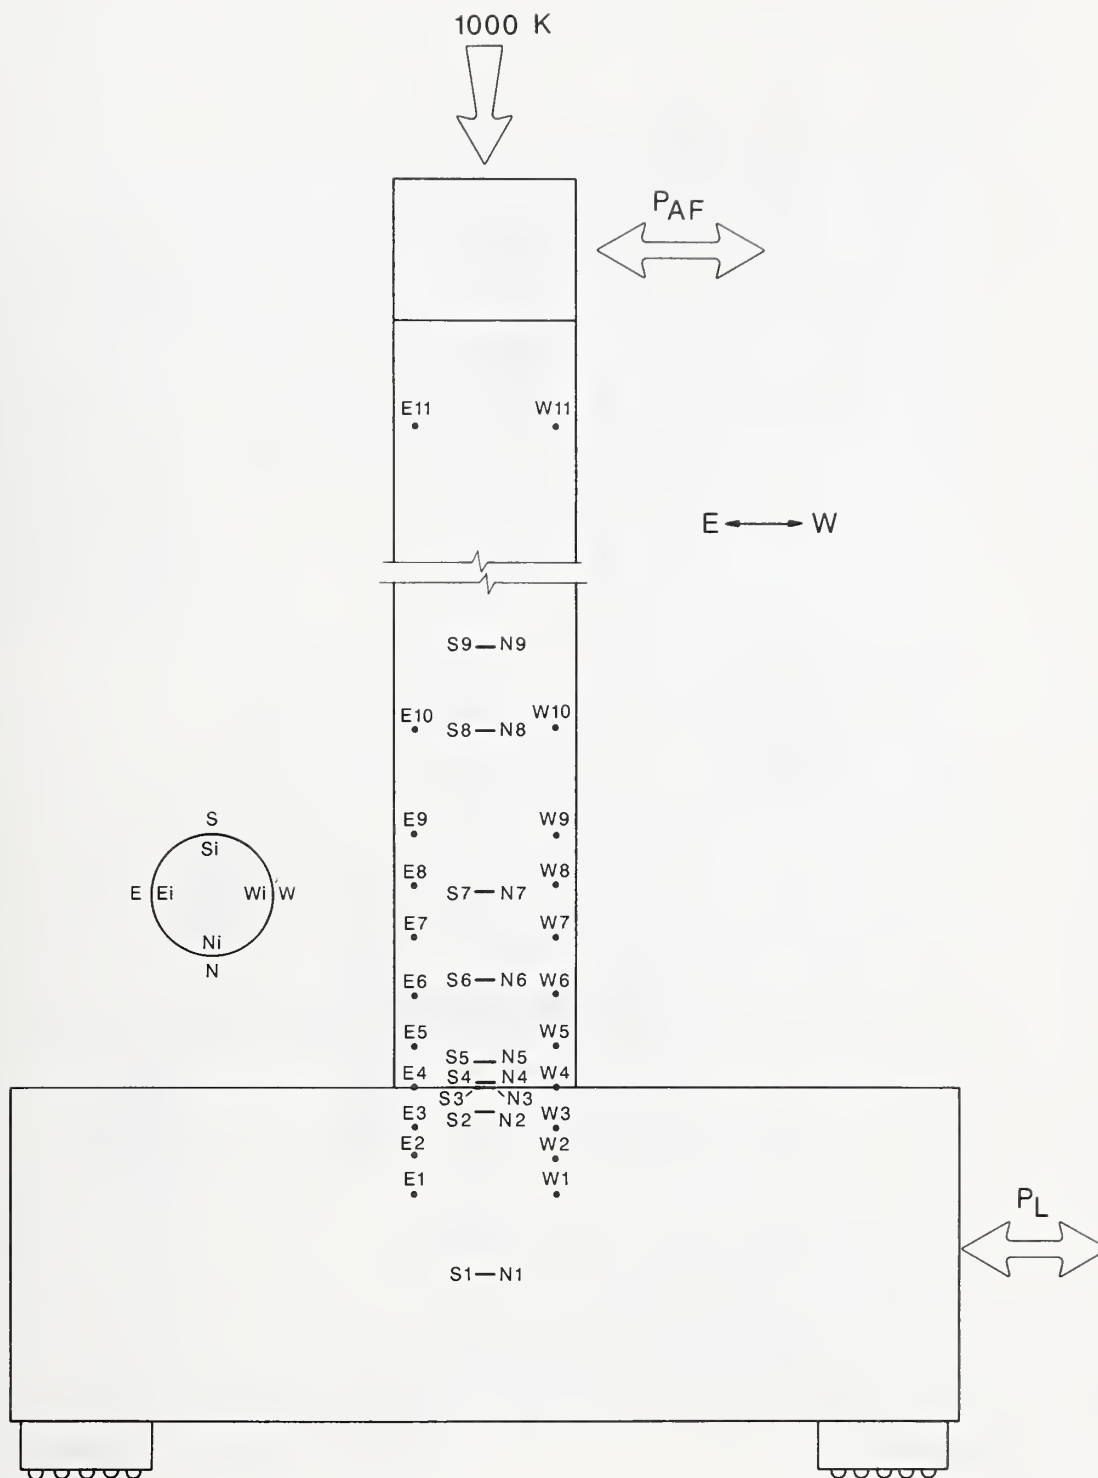 1000 K
PAF
E11 W11
E W
S9 N9
E10 S8 N8 W10
E9 W9
S
Si
E8 W8
E Ei Wi W
S7 N7
E7 W7
Ni
N
E6 S6 N6 W6
E5 W5
S5 N5
E4 S4 N4 W4
S3 N3
E3 S2 N2 W3
E2 W2
E1 W1
PL
S1 N1